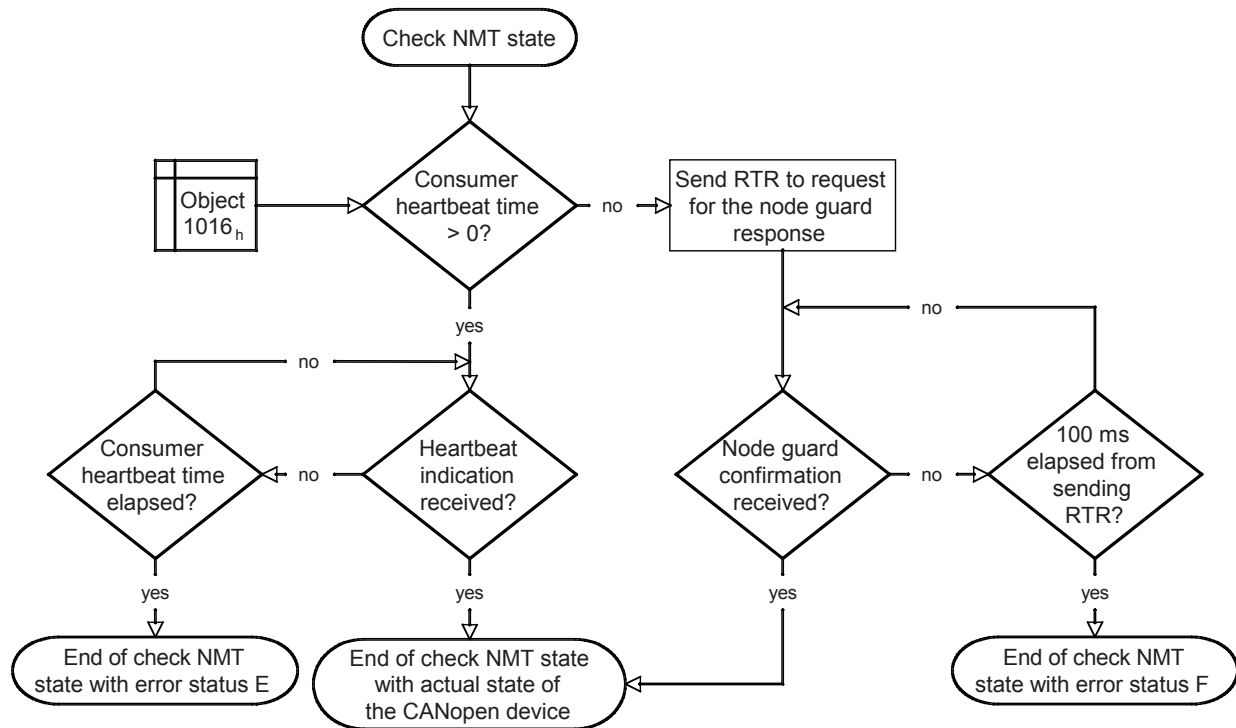 Check NMT state
Object
1016h
Consumer
heartbeat time
> 0?
no
Send RTR to request
for the node guard
response
yes
no
no
Consumer
heartbeat time
elapsed?
no
Heartbeat
indication
received?
Node guard
confirmation
received?
no
100 ms
elapsed from
sending
RTR?
yes
yes
yes
yes
End of check NMT
state with error status E
End of check NMT state
with actual state of
the CANopen device
End of check NMT
state with error status F